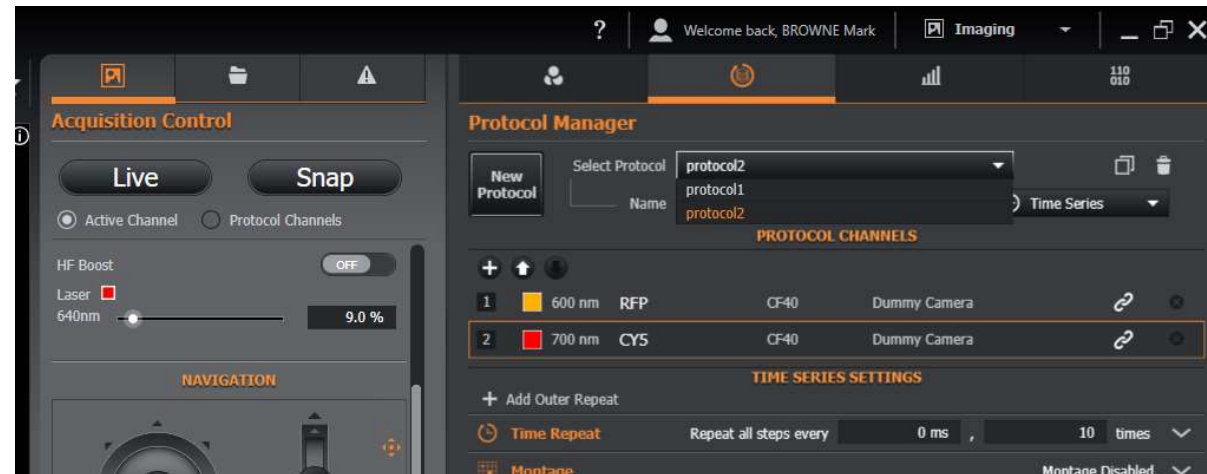 ? Welcome back, BROWNE Mark Imaging
110
010
Acquisition Control
Live Snap
Active Channel Protocol Channels
HF Boost OFF
Laser
640nm 9.0 %
NAVIGATION
Protocol Manager
New
Protocol
Select Protocol protocol2
protocol1
Name protocol2 Time Series
PROTOCOL CHANNELS
1 600 nm RFP CF40 Dummy Camera
2 700 nm CY5 CF40 Dummy Camera
TIME SERIES SETTINGS
+ Add Outer Repeat
Time Repeat Repeat all steps every 0 ms , 10 times
Montage Montage Disabled